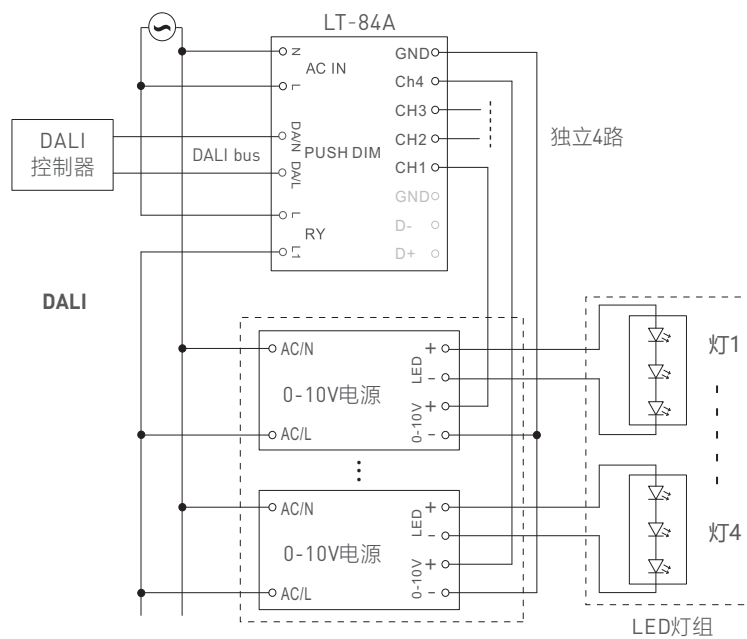 LT-84A
N
AC IN
L
DA/N
DALI bus
PUSH DIM
DA/L
L
RY
L1
GND
Ch4
CH3
CH2
CH1
GND
D-
D+
独立4路
DALI
控制器
DALI
AC/N
0-10V电源
AC/L
+
LED
-
+
0-10V
-
灯1
AC/N
0-10V电源
AC/L
+
LED
-
+
0-10V
-
灯4
LED灯组